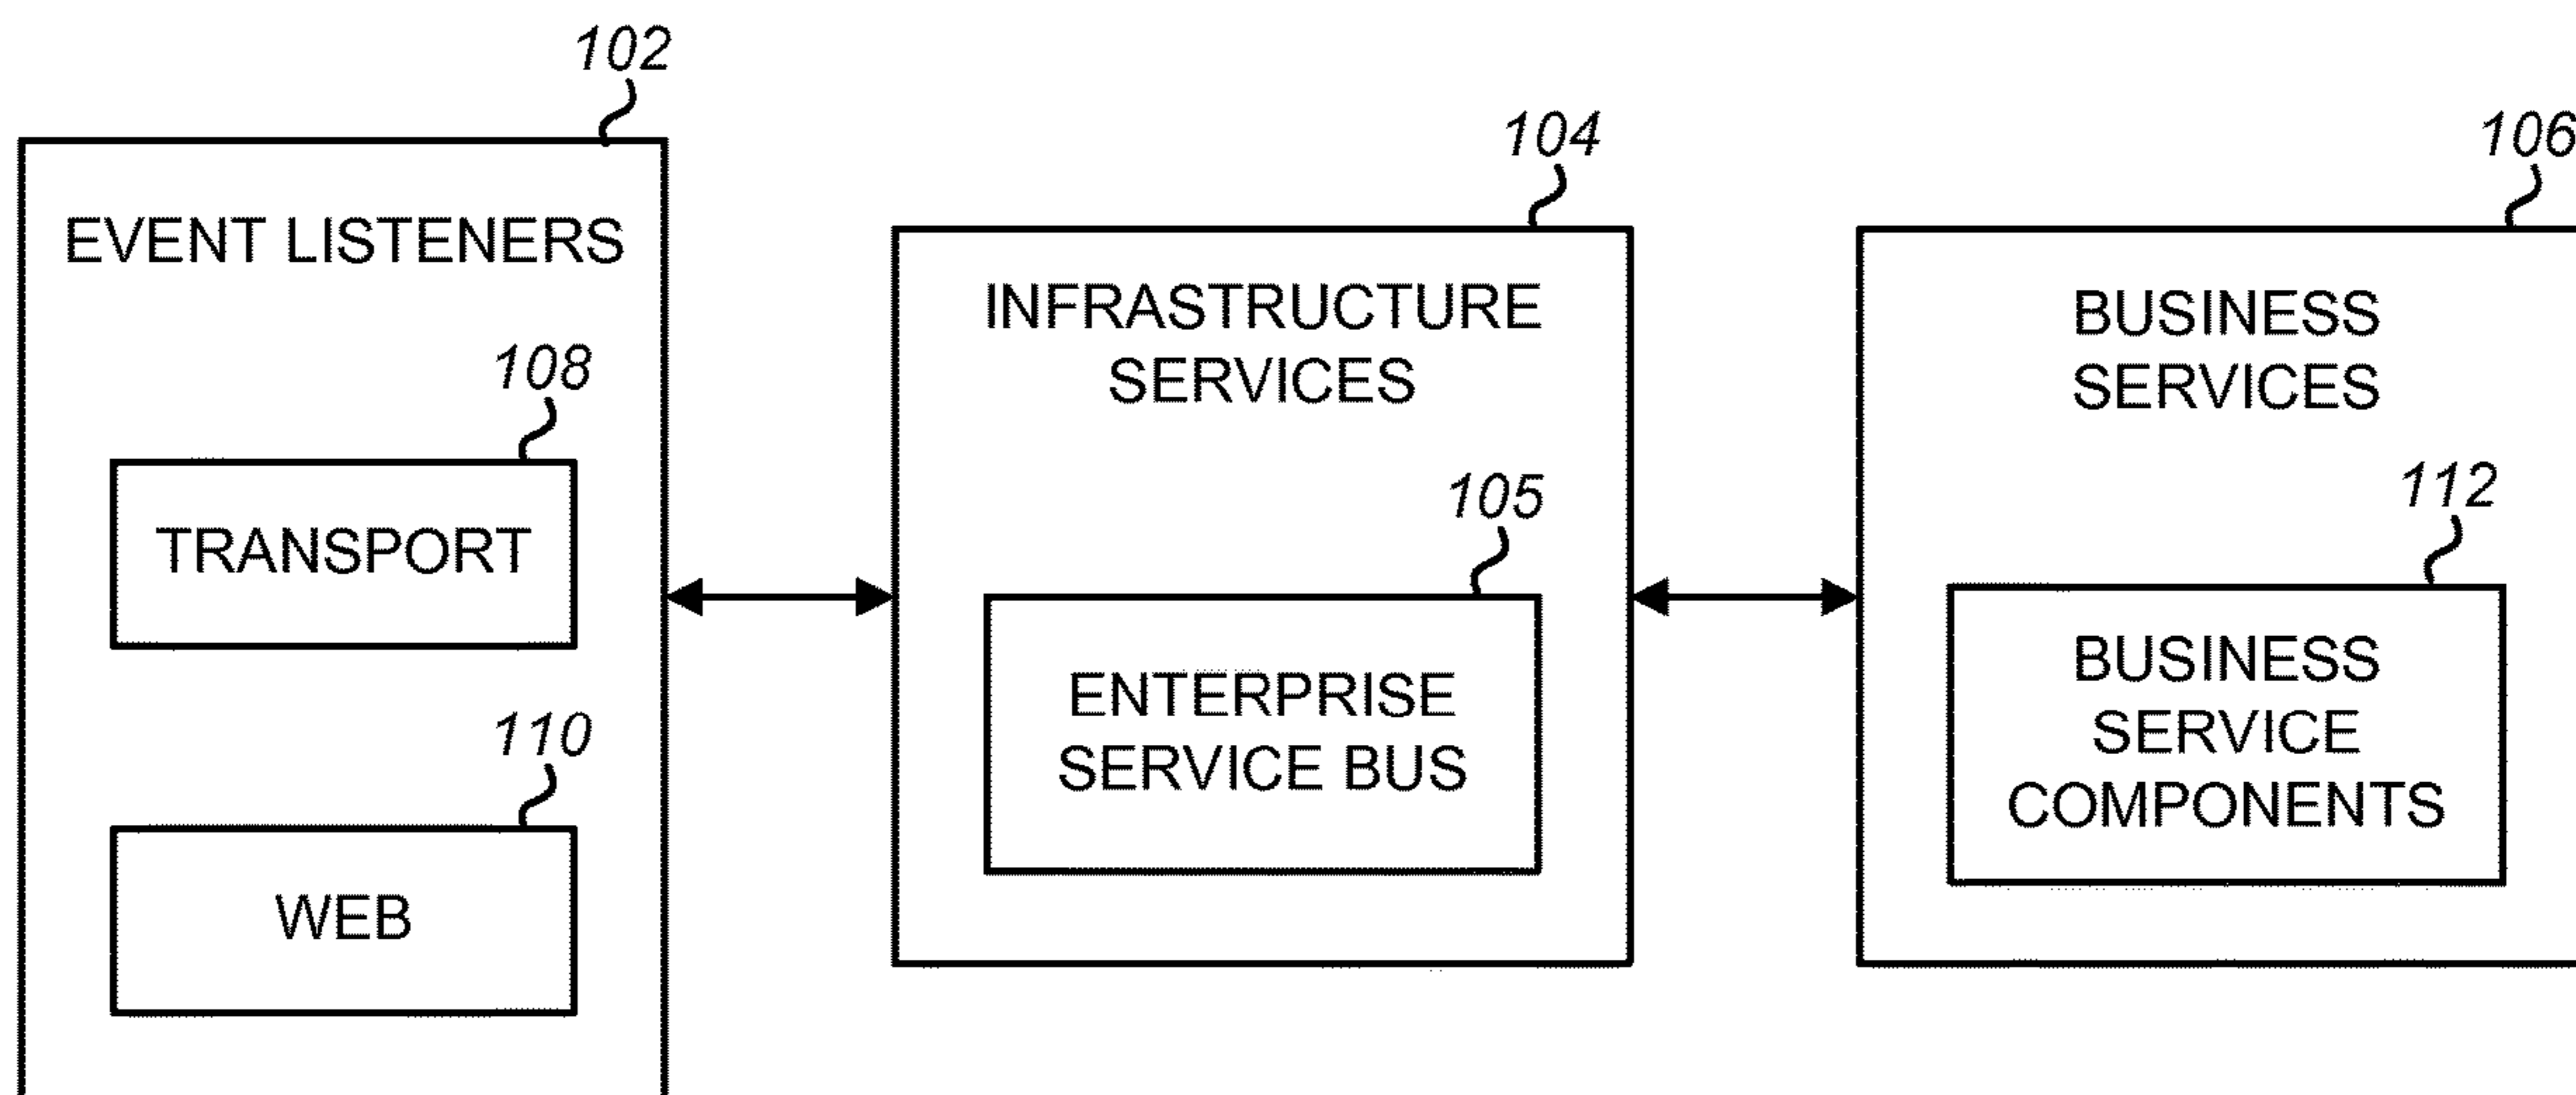 102
EVENT LISTENERS
108
TRANSPORT
110
WEB
104
INFRASTRUCTURE
SERVICES
105
ENTERPRISE
SERVICE BUS
106
BUSINESS
SERVICES
112
BUSINESS
SERVICE
COMPONENTS